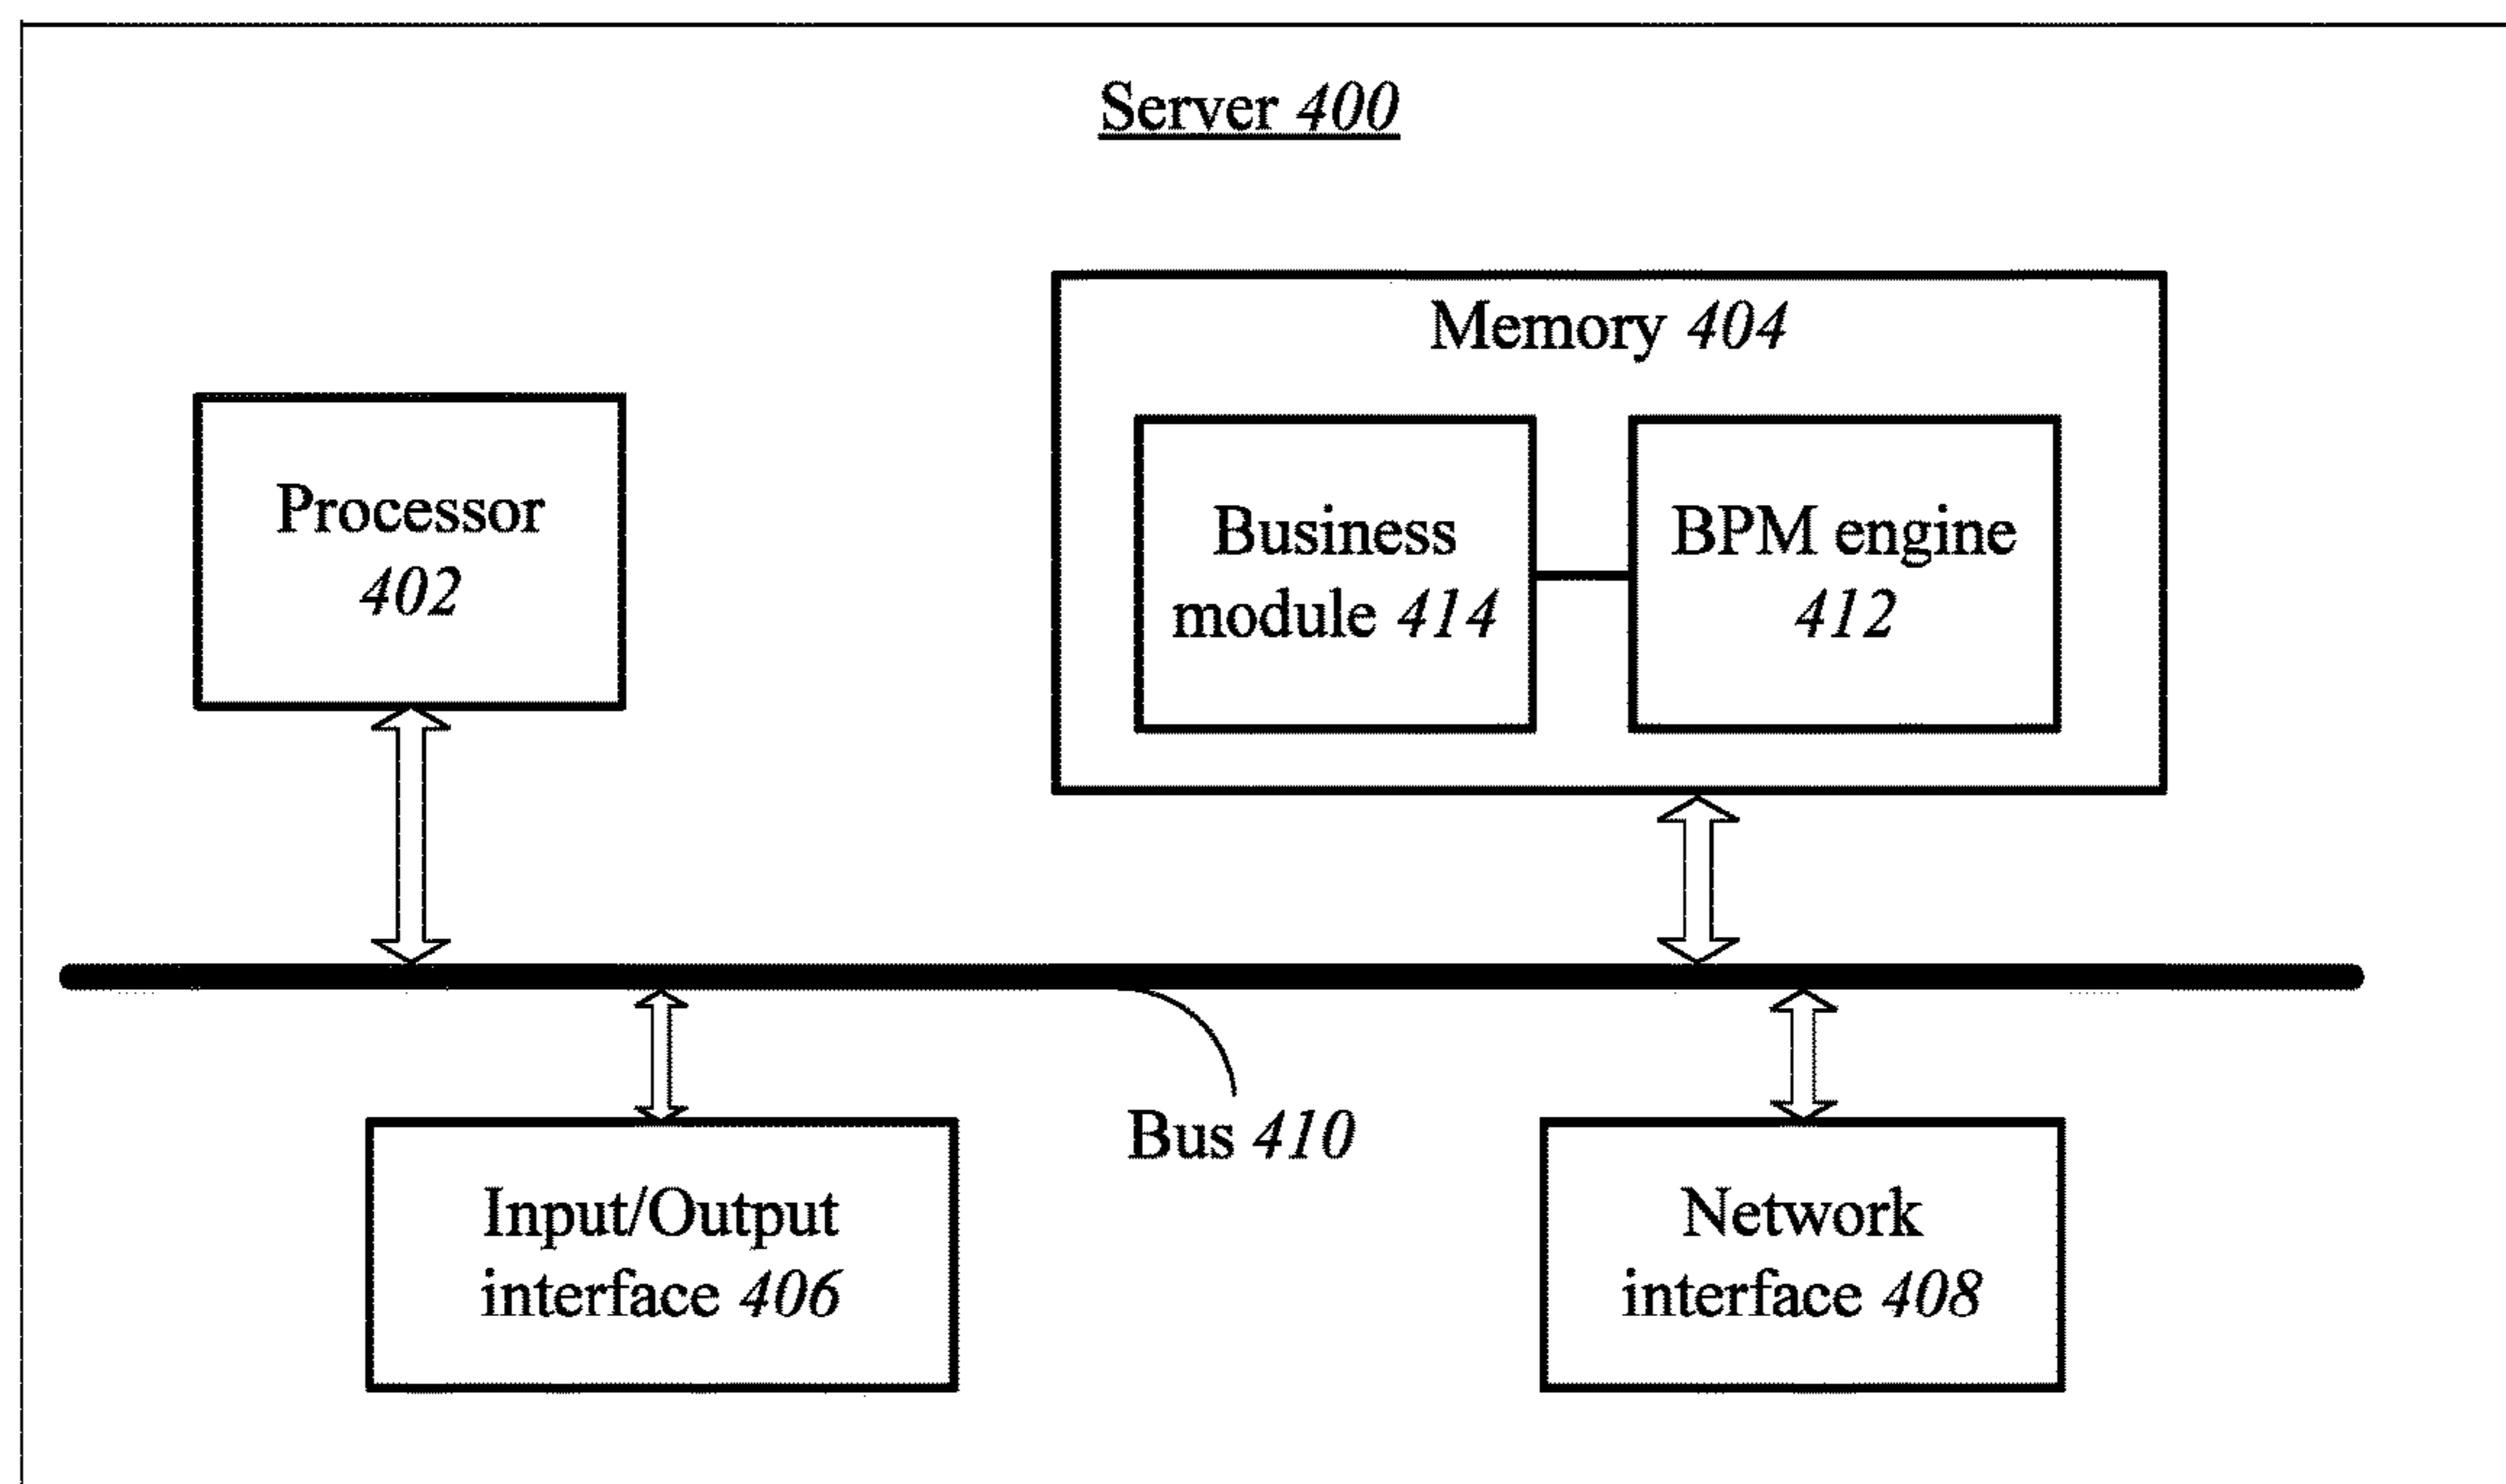 Server 400
Memory 404
Processor
402
Business
module 414
BPM engine
412
Bus 410
Input/Output
interface 406
Network
interface 408